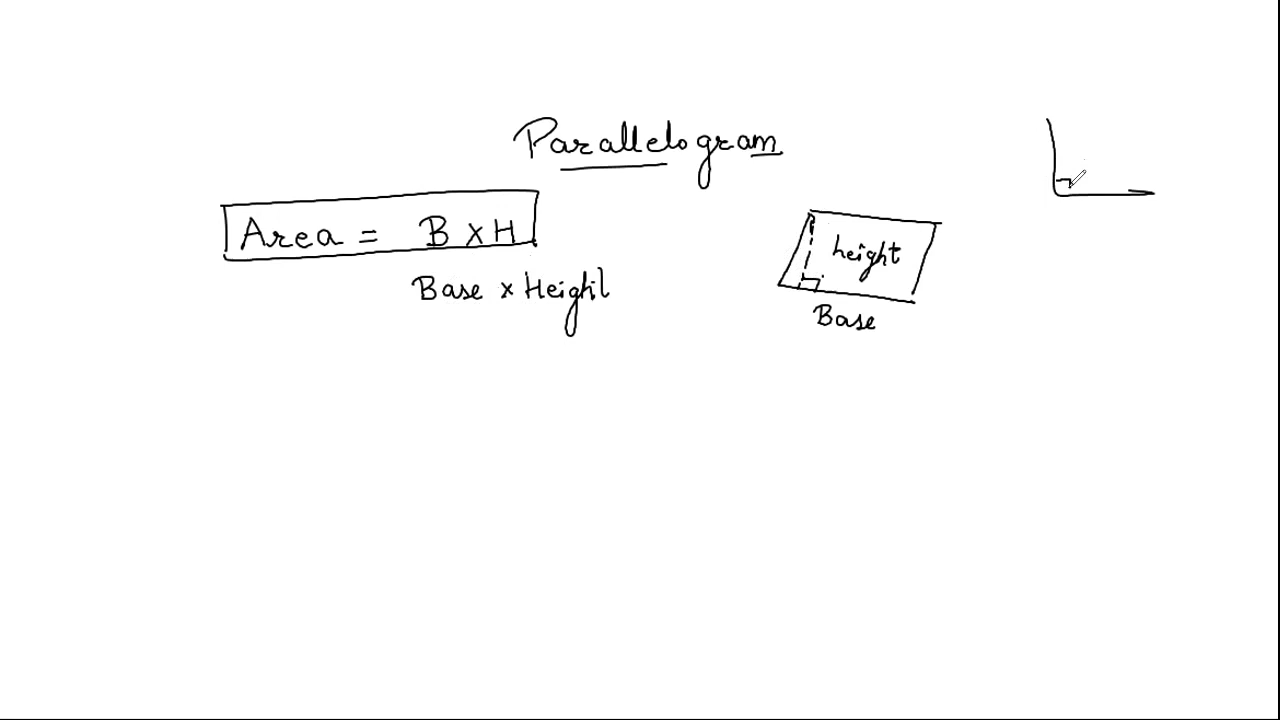 Parallelogram
Area = B x H
Base x Height
height
Base